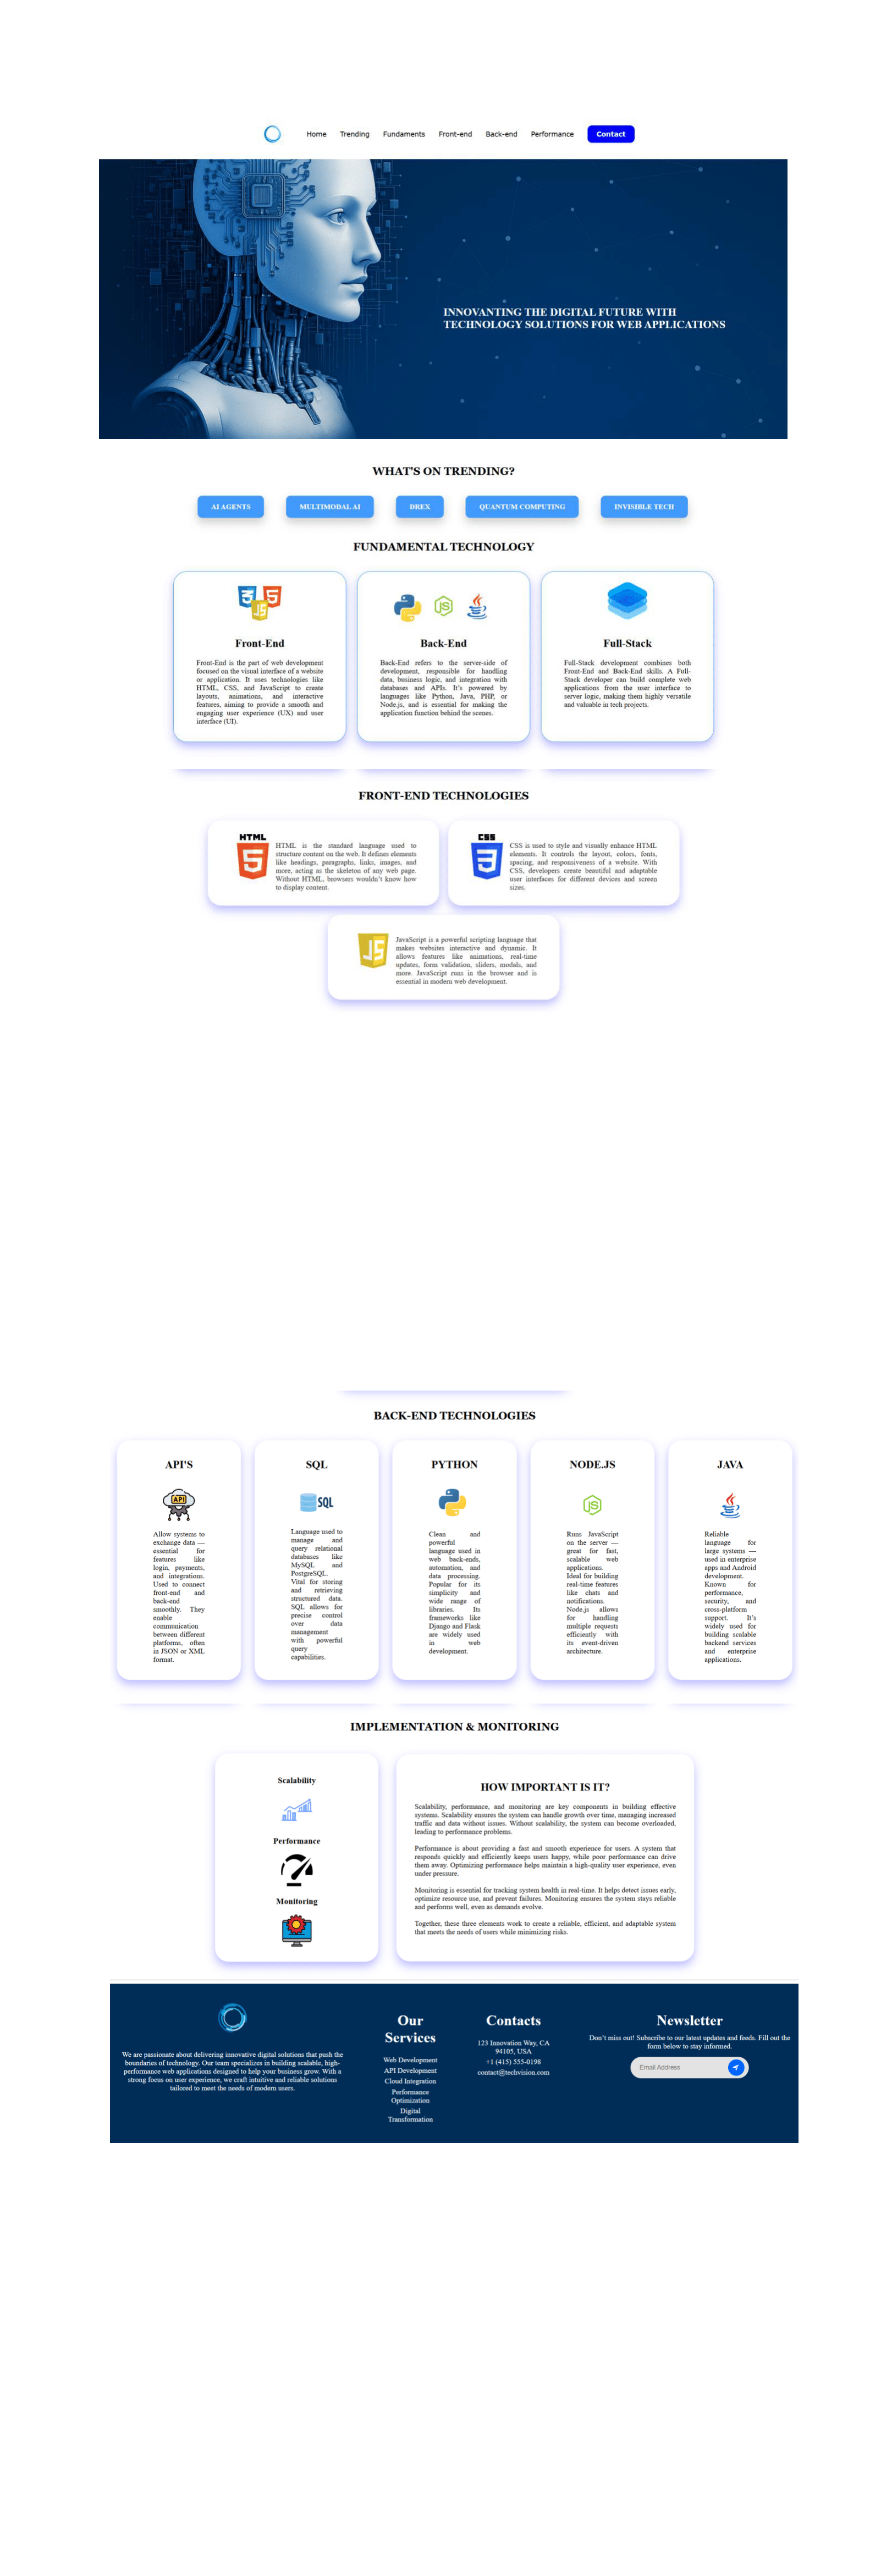 Home Trending Fundaments Front-end Back-end Performance Contact
INNOVANTING THE DIGITAL FUTURE WITH
TECHNOLOGY SOLUTIONS FOR WEB APPLICATIONS
WHAT'S ON TRENDING?
AI AGENTS MULTIMODAL AI DREX QUANTUM COMPUTING INVISIBLE TECH
FUNDAMENTAL TECHNOLOGY
5
JS
Front-End
Front-End is the part of web development
focused on the visual interface of a website
or application. It uses technologies like
HTML, CSS, and JavaScript to create
layouts, animations, and interactive
features, aiming to provide a smooth and
engaging user experience (UX) and user
interface (UI).
JS
Back-End
Back-End refers to the server-side of
development, responsible for handling
data, business logic, and integration with
databases and APIs. It's powered by
languages like Python, Java, PHP, or
Node.js, and is essential for making the
application function behind the scenes.
Full-Stack
Full-Stack development combines both
Front-End and Back-End skills. A Full-
Stack developer can build complete web
applications from the user interface to
server logic, making them highly versatile
and valuable in tech projects.
FRONT-END TECHNOLOGIES
HTML
5
HTML is the standard language used to
structure content on the web. It defines elements
like headings, paragraphs, links, images, and
more, acting as the skeleton of any web page.
Without HTML, browsers wouldn't know how
to display content.
CSS
3
CSS is used to style and visually enhance HTML
elements. It controls the layout, colors, fonts,
spacing, and responsiveness of a website. With
CSS, developers create beautiful and adaptable
user interfaces for different devices and screen
sizes.
JS
JavaScript is a powerful scripting language that
makes websites interactive and dynamic. It
allows features like animations, real-time
updates, form validation, sliders, modals, and
more. JavaScript runs in the browser and is
essential in modern web development.
BACK-END TECHNOLOGIES
API'S
API
Allow systems to
exchange data —
essential for
features like
login, payments,
and integrations.
Used to connect
front-end and
back-end
smoothly. They
enable
communication
between different
platforms, often
in JSON or XML
format.
SQL
SQL
Language used to
manage and
query relational
databases like
MySQL and
PostgreSQL.
Vital for storing
and retrieving
structured data.
SQL allows for
precise control
over data
management
with powerful
query
capabilities.
PYTHON
Clean and
powerful
language used in
web back-ends,
automation, and
data processing.
Popular for its
simplicity and
wide range of
libraries. Its
frameworks like
Django and Flask
are widely used
in web
development.
NODE.JS
JS
Runs JavaScript
on the server —
great for fast,
scalable web
applications.
Ideal for building
real-time features
like chats and
notifications.
Node.js allows
for handling
multiple requests
efficiently with
its event-driven
architecture.
JAVA
Reliable
language for
large systems —
used in enterprise
apps and Android
development.
Known for
performance,
security, and
cross-platform
support. It's
widely used for
building scalable
backend services
and enterprise
applications.
IMPLEMENTATION & MONITORING
Scalability
Performance
Monitoring
HOW IMPORTANT IS IT?
Scalability, performance, and monitoring are key components in building effective
systems. Scalability ensures the system can handle growth over time, managing increased
traffic and data without issues. Without scalability, the system can become overloaded,
leading to performance problems.
Performance is about providing a fast and smooth experience for users. A system that
responds quickly and efficiently keeps users happy, while poor performance can drive
them away. Optimizing performance helps maintain a high-quality user experience, even
under pressure.
Monitoring is essential for tracking system health in real-time. It helps detect issues early,
optimize resource use, and prevent failures. Monitoring ensures the system stays reliable
and performs well, even as demands evolve.
Together, these three elements work to create a reliable, efficient, and adaptable system
that meets the needs of users while minimizing risks.
We are passionate about delivering innovative digital solutions that push the
boundaries of technology. Our team specializes in building scalable, high-
performance web applications designed to help your business grow. With a
strong focus on user experience, we craft intuitive and reliable solutions
tailored to meet the needs of modern users.
Our
Services
Web Development
API Development
Cloud Integration
Performance
Optimization
Digital
Transformation
Contacts
123 Innovation Way, CA
94105, USA
+1 (415) 555-0198
contact@techvision.com
Newsletter
Don't miss out! Subscribe to our latest updates and feeds. Fill out the
form below to stay informed.
Email Address